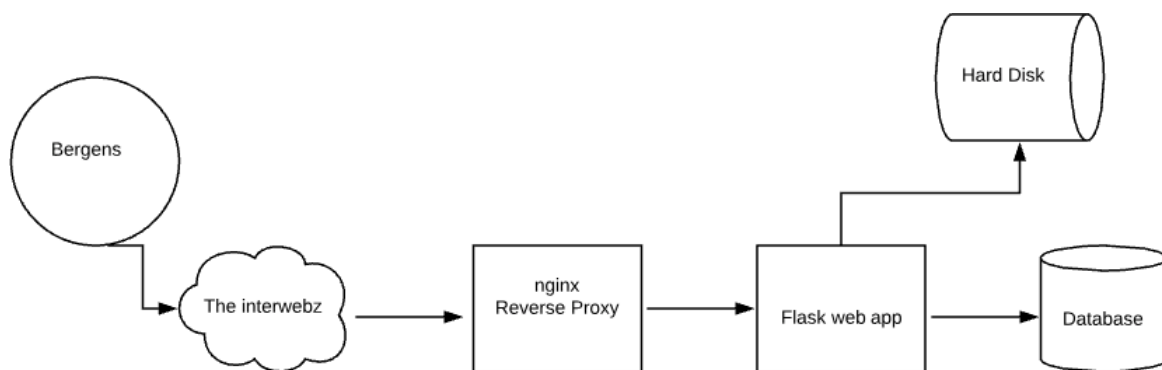 Hard Disk
Bergens
The interwebz
nginx
Reverse Proxy
Flask web app
Database